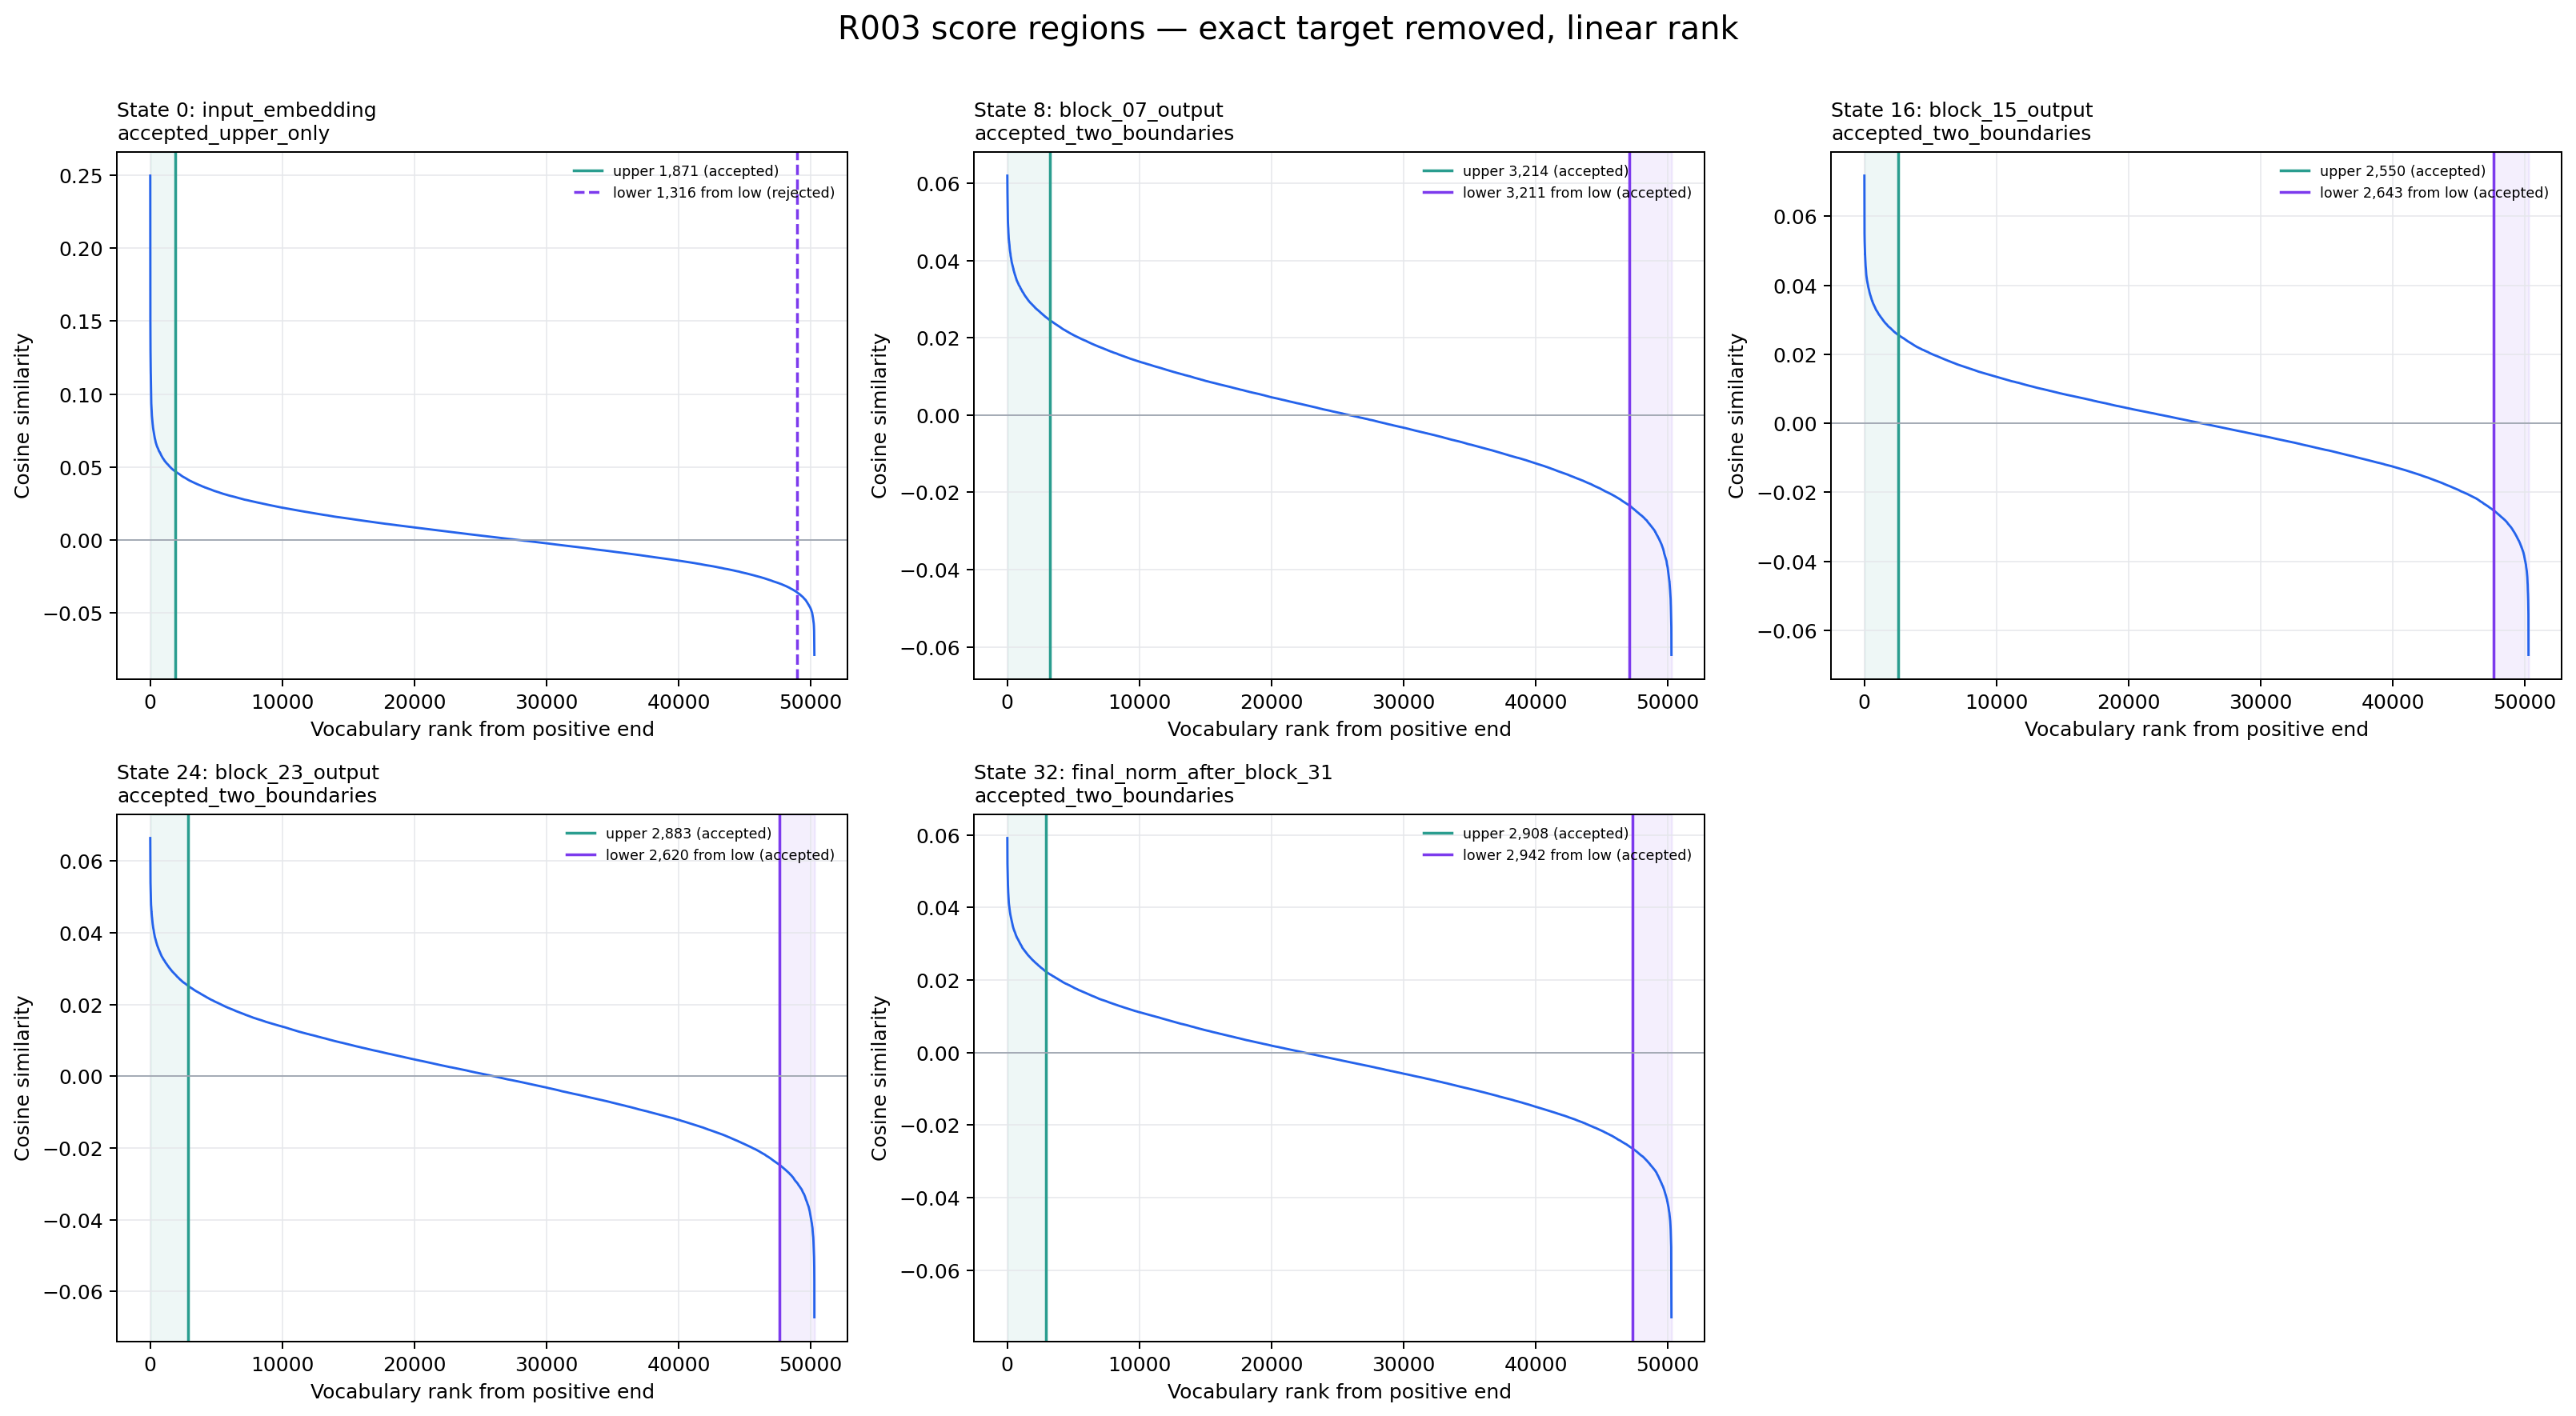 R003 score regions — exact target removed, linear rank
State 0: input_embedding
accepted_upper_only
upper 1,871 (accepted)
lower 1,316 from low (rejected)
Cosine similarity
0.25
0.20
0.15
0.10
0.05
0.00
−0.05
0 10000 20000 30000 40000 50000
Vocabulary rank from positive end
State 8: block_07_output
accepted_two_boundaries
upper 3,214 (accepted)
lower 3,211 from low (accepted)
Cosine similarity
0.06
0.04
0.02
0.00
−0.02
−0.04
−0.06
0 10000 20000 30000 40000 50000
Vocabulary rank from positive end
State 16: block_15_output
accepted_two_boundaries
upper 2,550 (accepted)
lower 2,643 from low (accepted)
Cosine similarity
0.06
0.04
0.02
0.00
−0.02
−0.04
−0.06
0 10000 20000 30000 40000 50000
Vocabulary rank from positive end
State 24: block_23_output
accepted_two_boundaries
upper 2,883 (accepted)
lower 2,620 from low (accepted)
Cosine similarity
0.06
0.04
0.02
0.00
−0.02
−0.04
−0.06
0 10000 20000 30000 40000 50000
Vocabulary rank from positive end
State 32: final_norm_after_block_31
accepted_two_boundaries
upper 2,908 (accepted)
lower 2,942 from low (accepted)
Cosine similarity
0.06
0.04
0.02
0.00
−0.02
−0.04
−0.06
0 10000 20000 30000 40000 50000
Vocabulary rank from positive end